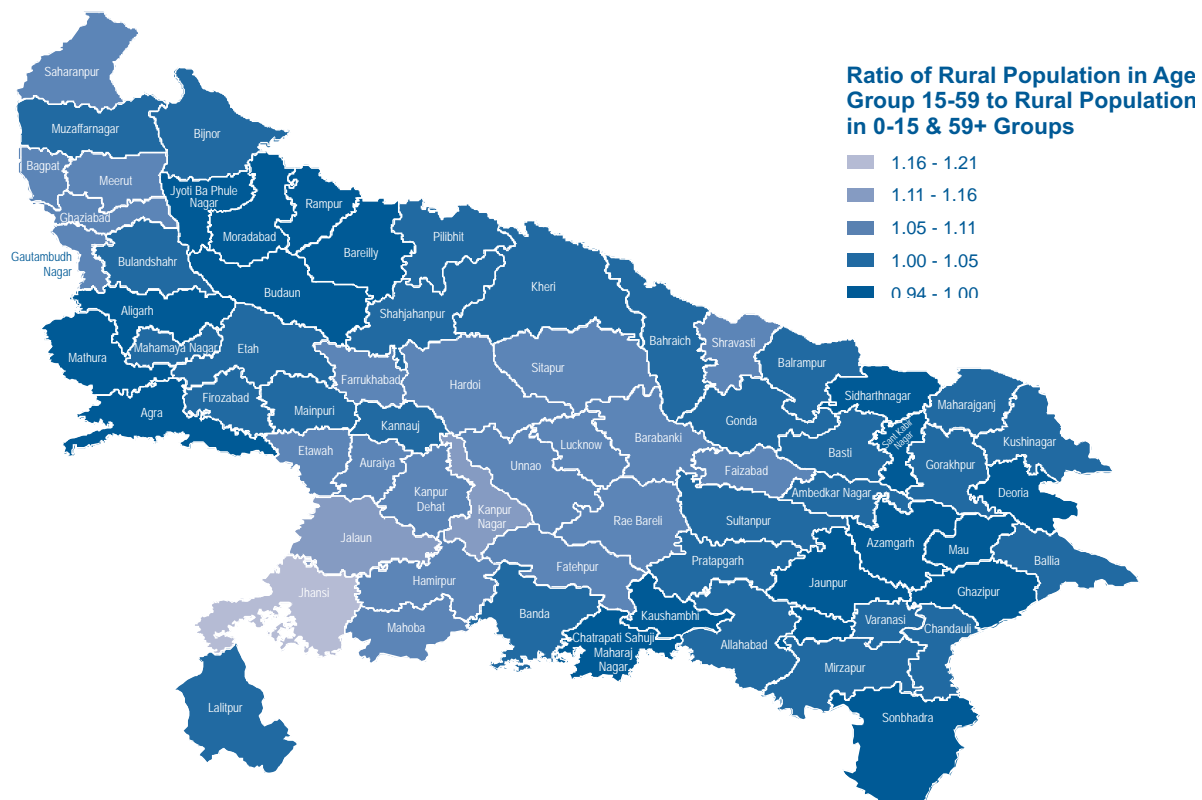 Ratio of Rural Population in Age
Group 15-59 to Rural Population
in 0-15 & 59+ Groups
1.16 - 1.21
1.11 - 1.16
1.05 - 1.11
1.00 - 1.05
0.94 - 1.00
Saharanpur
Muzaffarnagar
Bijnor
Bagpat
Meerut
Jyoti Ba Phule
Nagar
Rampur
Ghaziabad
Moradabad
Bareilly
Pilibhit
Gautambudh
Nagar
Bulandshahr
Budaun
Kheri
Aligarh
Shahjahanpur
Mathura
Mahamaya Nagar
Etah
Bahraich
Shravasti
Balrampur
Farrukhabad
Hardoi
Sitapur
Sidharthnagar
Agra
Firozabad
Mainpuri
Kannauj
Gonda
Maharajganj
Etawah
Auraiya
Unnao
Lucknow
Barabanki
Basti
Sant Kabir
Nagar
Kushinagar
Faizabad
Gorakhpur
Kanpur
Dehat
Kanpur
Nagar
Ambedkar Nagar
Deoria
Jalaun
Rae Bareli
Sultanpur
Azamgarh
Mau
Ballia
Jhansi
Hamirpur
Fatehpur
Pratapgarh
Jaunpur
Ghazipur
Mahoba
Banda
Kaushambhi
Varanasi
Chandauli
Chatrapati Sahuji
Maharaj
Nagar
Allahabad
Mirzapur
Lalitpur
Sonbhadra